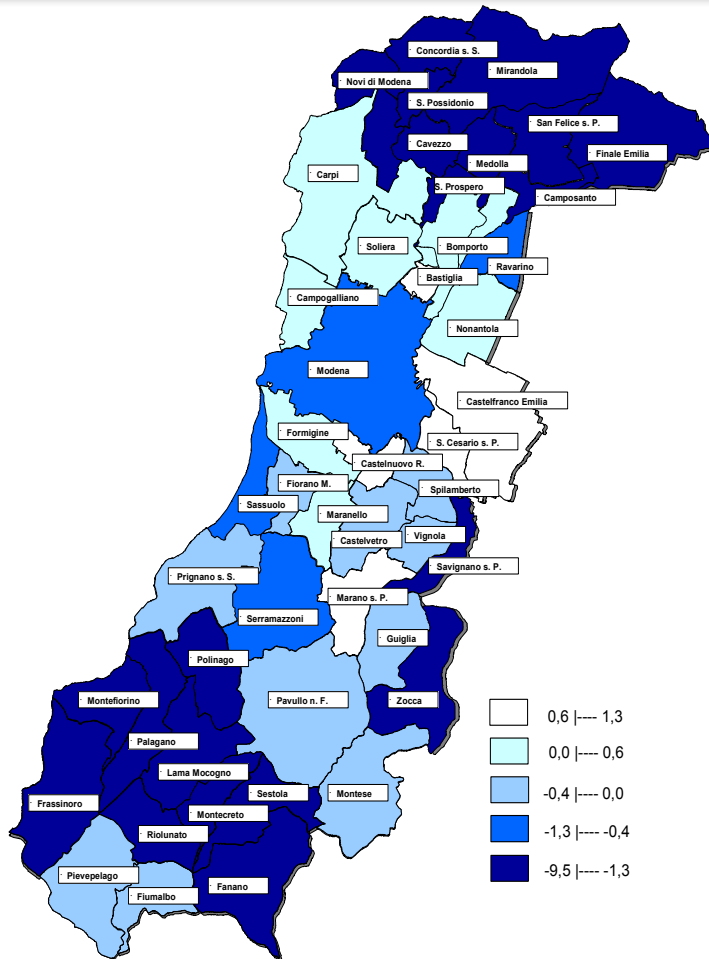 Concordia s. S.
Mirandola
Novi di Modena
S. Possidonio
San Felice s. P.
Cavezzo
Finale Emilia
Medolla
Carpi
S. Prospero
Camposanto
Soliera
Bomporto
Ravarino
Bastiglia
Campogalliano
Nonantola
Modena
Castelfranco Emilia
Formigine
S. Cesario s. P.
Castelnuovo R.
Fiorano M.
Spilamberto
Sassuolo
Maranello
Vignola
Castelvetro
Savignano s. P.
Prignano s. S.
Marano s. P.
Serramazzoni
Guiglia
Polinago
Montefiorino
Pavullo n. F.
Zocca
Palagano
Lama Mocogno
Sestola
Montese
Frassinoro
Montecreto
Riolunato
Pievepelago
Fanano
Fiumalbo
0,6 |---- 1,3
0,0 |---- 0,6
-0,4 |---- 0,0
-1,3 |---- -0,4
-9,5 |---- -1,3